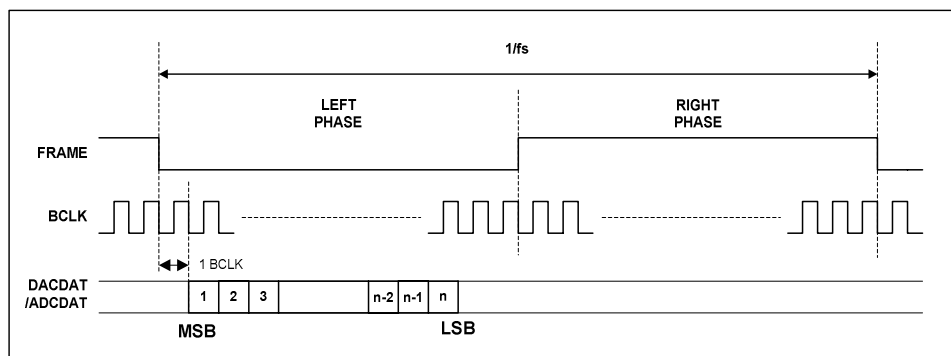 1/fs
LEFT
PHASE
RIGHT
PHASE
FRAME
BCLK
1 BCLK
DACDAT
/ADCDAT
1 2 3 n-2 n-1 n
MSB LSB